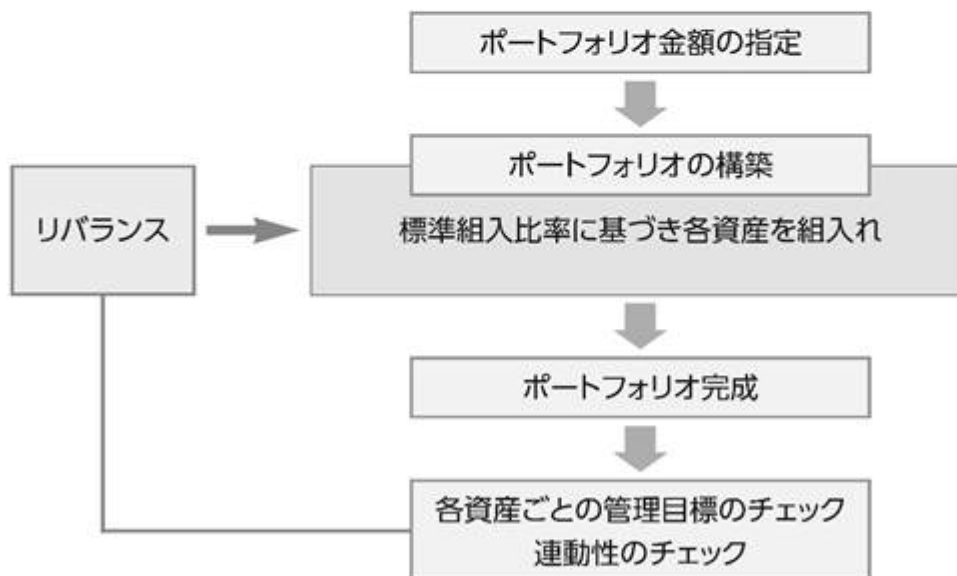 ポートフォリオ金額の指定
ポートフォリオの構築
リバランス
標準組入比率に基づき各資産を組入れ
ポートフォリオ完成
各資産ごとの管理目標のチェック
連動性のチェック